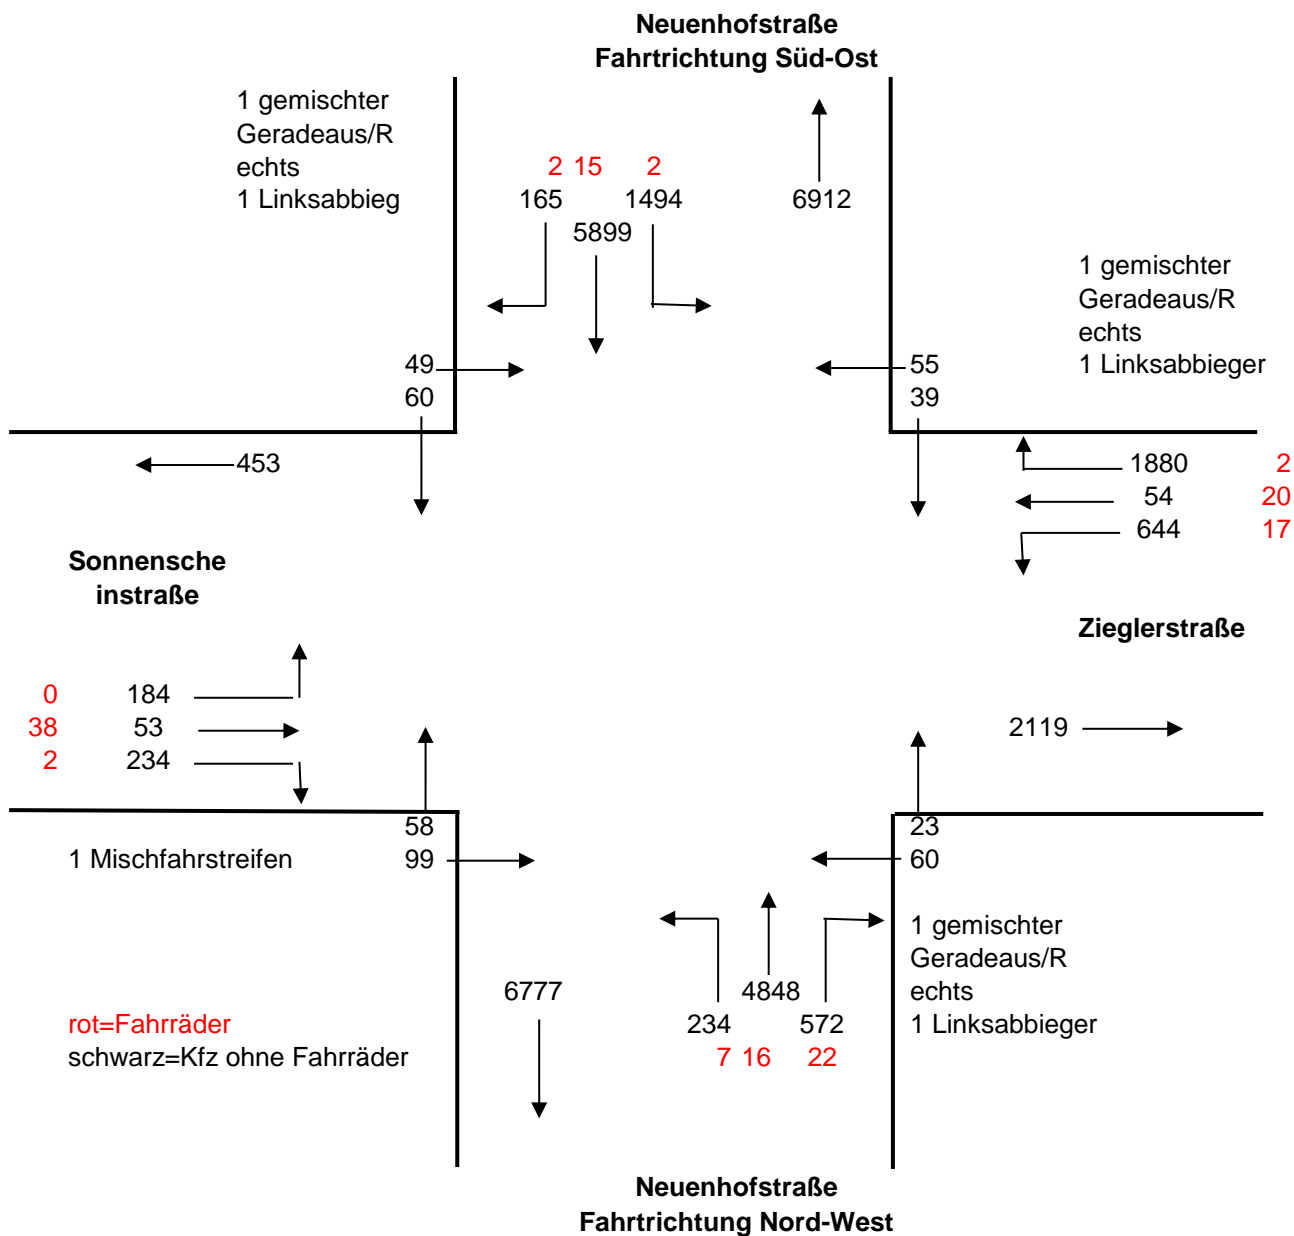 Neuenhofstraße
Fahrtrichtung Süd-Ost
1 gemischter
Geradeaus/R
echts
1 Linksabbieg
2 15 2
165 1494 6912
5899
1 gemischter
Geradeaus/R
echts
1 Linksabbieger
49 55
60 39
453 1880 2
54 20
644 17
Sonnensche
instraße
Zieglerstraße
0 184
38 53 2119
2 234
58 23
1 Mischfahrstreifen 99 60
1 gemischter
Geradeaus/R
echts
1 Linksabbieger
6777 4848
234 572
7 16 22
rot=Fahrräder
schwarz=Kfz ohne Fahrräder
Neuenhofstraße
Fahrtrichtung Nord-West